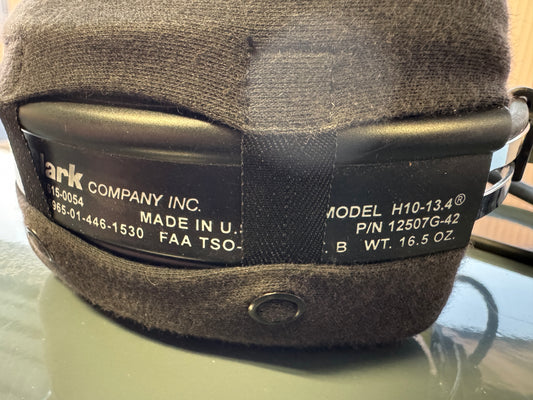 lark COMPANY INC.
15-0054
965-01-446-1530
MADE IN U.S
FAA TSO-
MODEL H10-13.4®
P/N 12507G-42
B WT. 16.5 OZ.